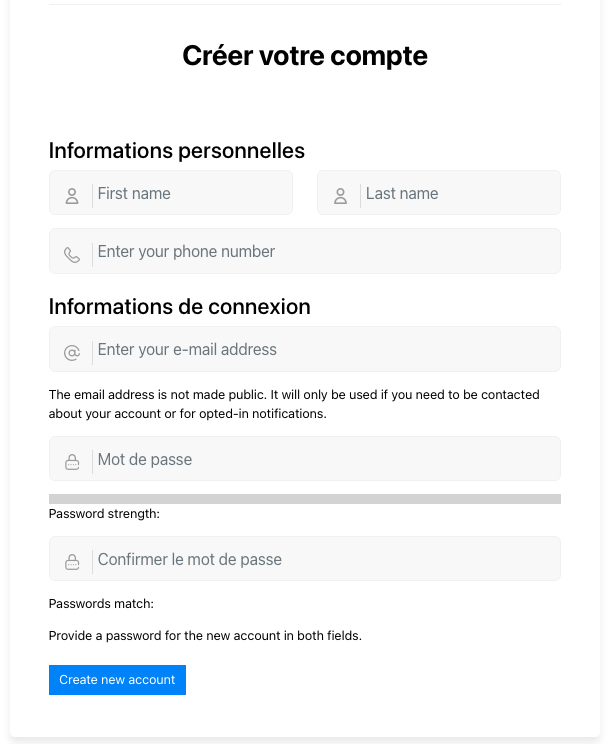 Créer votre compte
Informations personnelles
First name
Last name
Enter your phone number
Informations de connexion
Enter your e-mail address
The email address is not made public. It will only be used if you need to be contacted
about your account or for opted-in notifications.
Mot de passe
Password strength:
Confirmer le mot de passe
Passwords match:
Provide a password for the new account in both fields.
Create new account